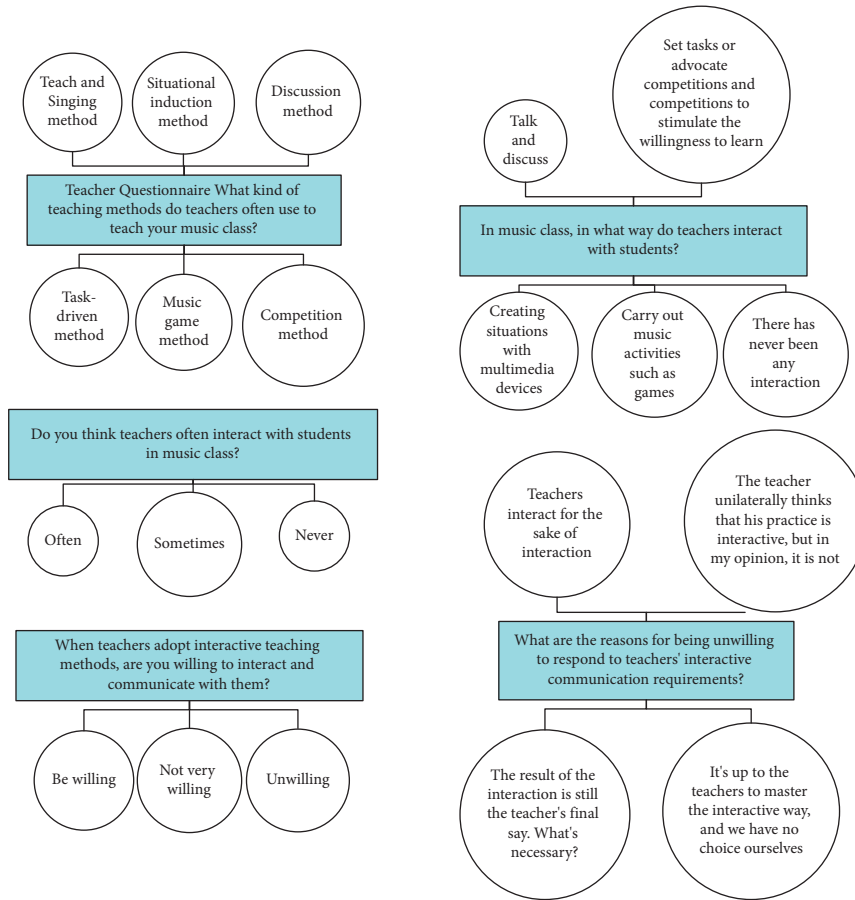 Teach and
Singing
method
Situational
induction
method
Discussion
method
Teacher Questionnaire What kind of
teaching methods do teachers often use to
teach your music class?
Task-
driven
method
Music
game
method
Competition
method
Do you think teachers often interact with students
in music class?
Often
Sometimes
Never
When teachers adopt interactive teaching
methods, are you willing to interact and
communicate with them?
Be willing
Not very
willing
Unwilling
Talk
and
discuss
Set tasks or
advocate
competitions and
competitions to
stimulate the
willingness to learn
In music class, in what way do teachers interact
with students?
Creating
situations
with
multimedia
devices
Carry out
music
activities
such as
games
There has
never been
any
interaction
Teachers
interact for the
sake of
interaction
The teacher
unilaterally thinks
that his practice is
interactive, but in
my opinion, it is not
What are the reasons for being unwilling
to respond to teachers' interactive
communication requirements?
The result of the
interaction is still
the teacher's final
say. What's
necessary?
It's up to the
teachers to master
the interactive way,
and we have no
choice ourselves